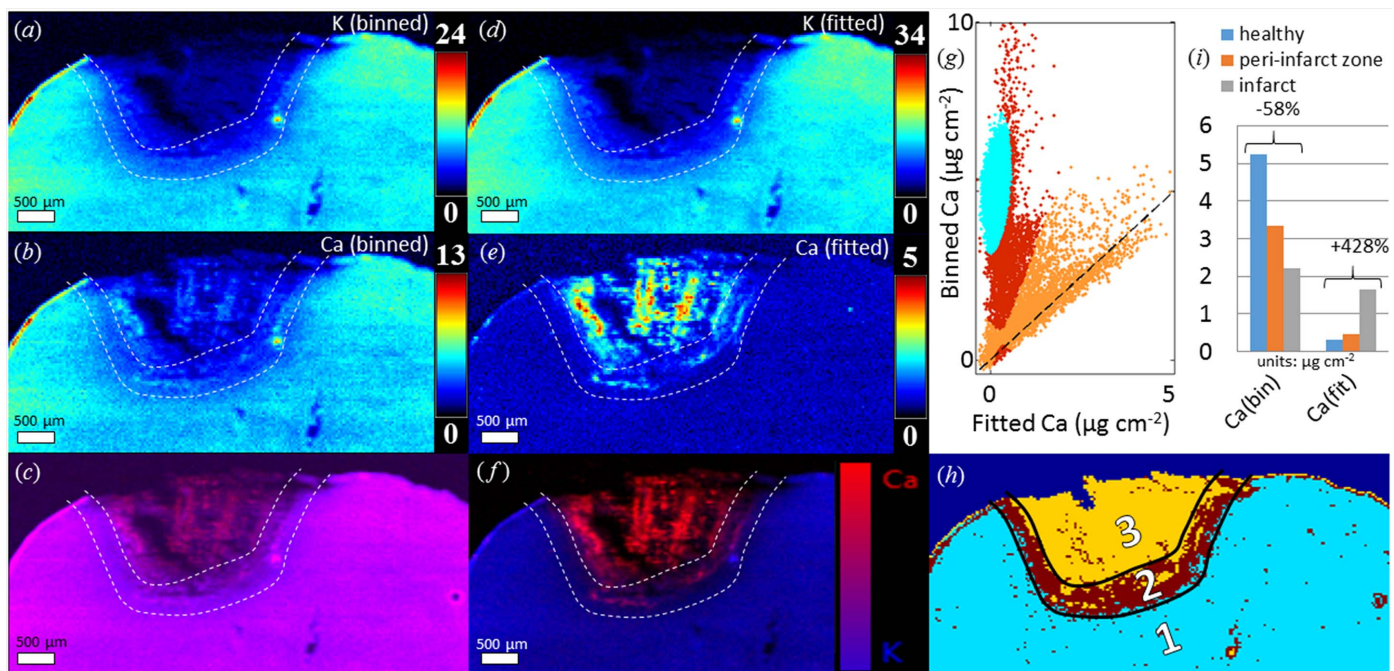 (a)
K (binned)
24
0
500 µm
(d)
K (fitted)
34
0
500 µm
(b)
Ca (binned)
13
0
500 µm
(e)
Ca (fitted)
5
0
500 µm
(c)
500 µm
(f)
Ca
K
500 µm
(g)
10
5
0
Binned Ca (µg cm-2)
0
5
Fitted Ca (µg cm-2)
(i)
healthy
peri-infarct zone
infarct
-58%
+428%
6
5
4
3
2
1
0
units: µg cm-2
Ca(bin)
Ca(fit)
(h)
3
2
1